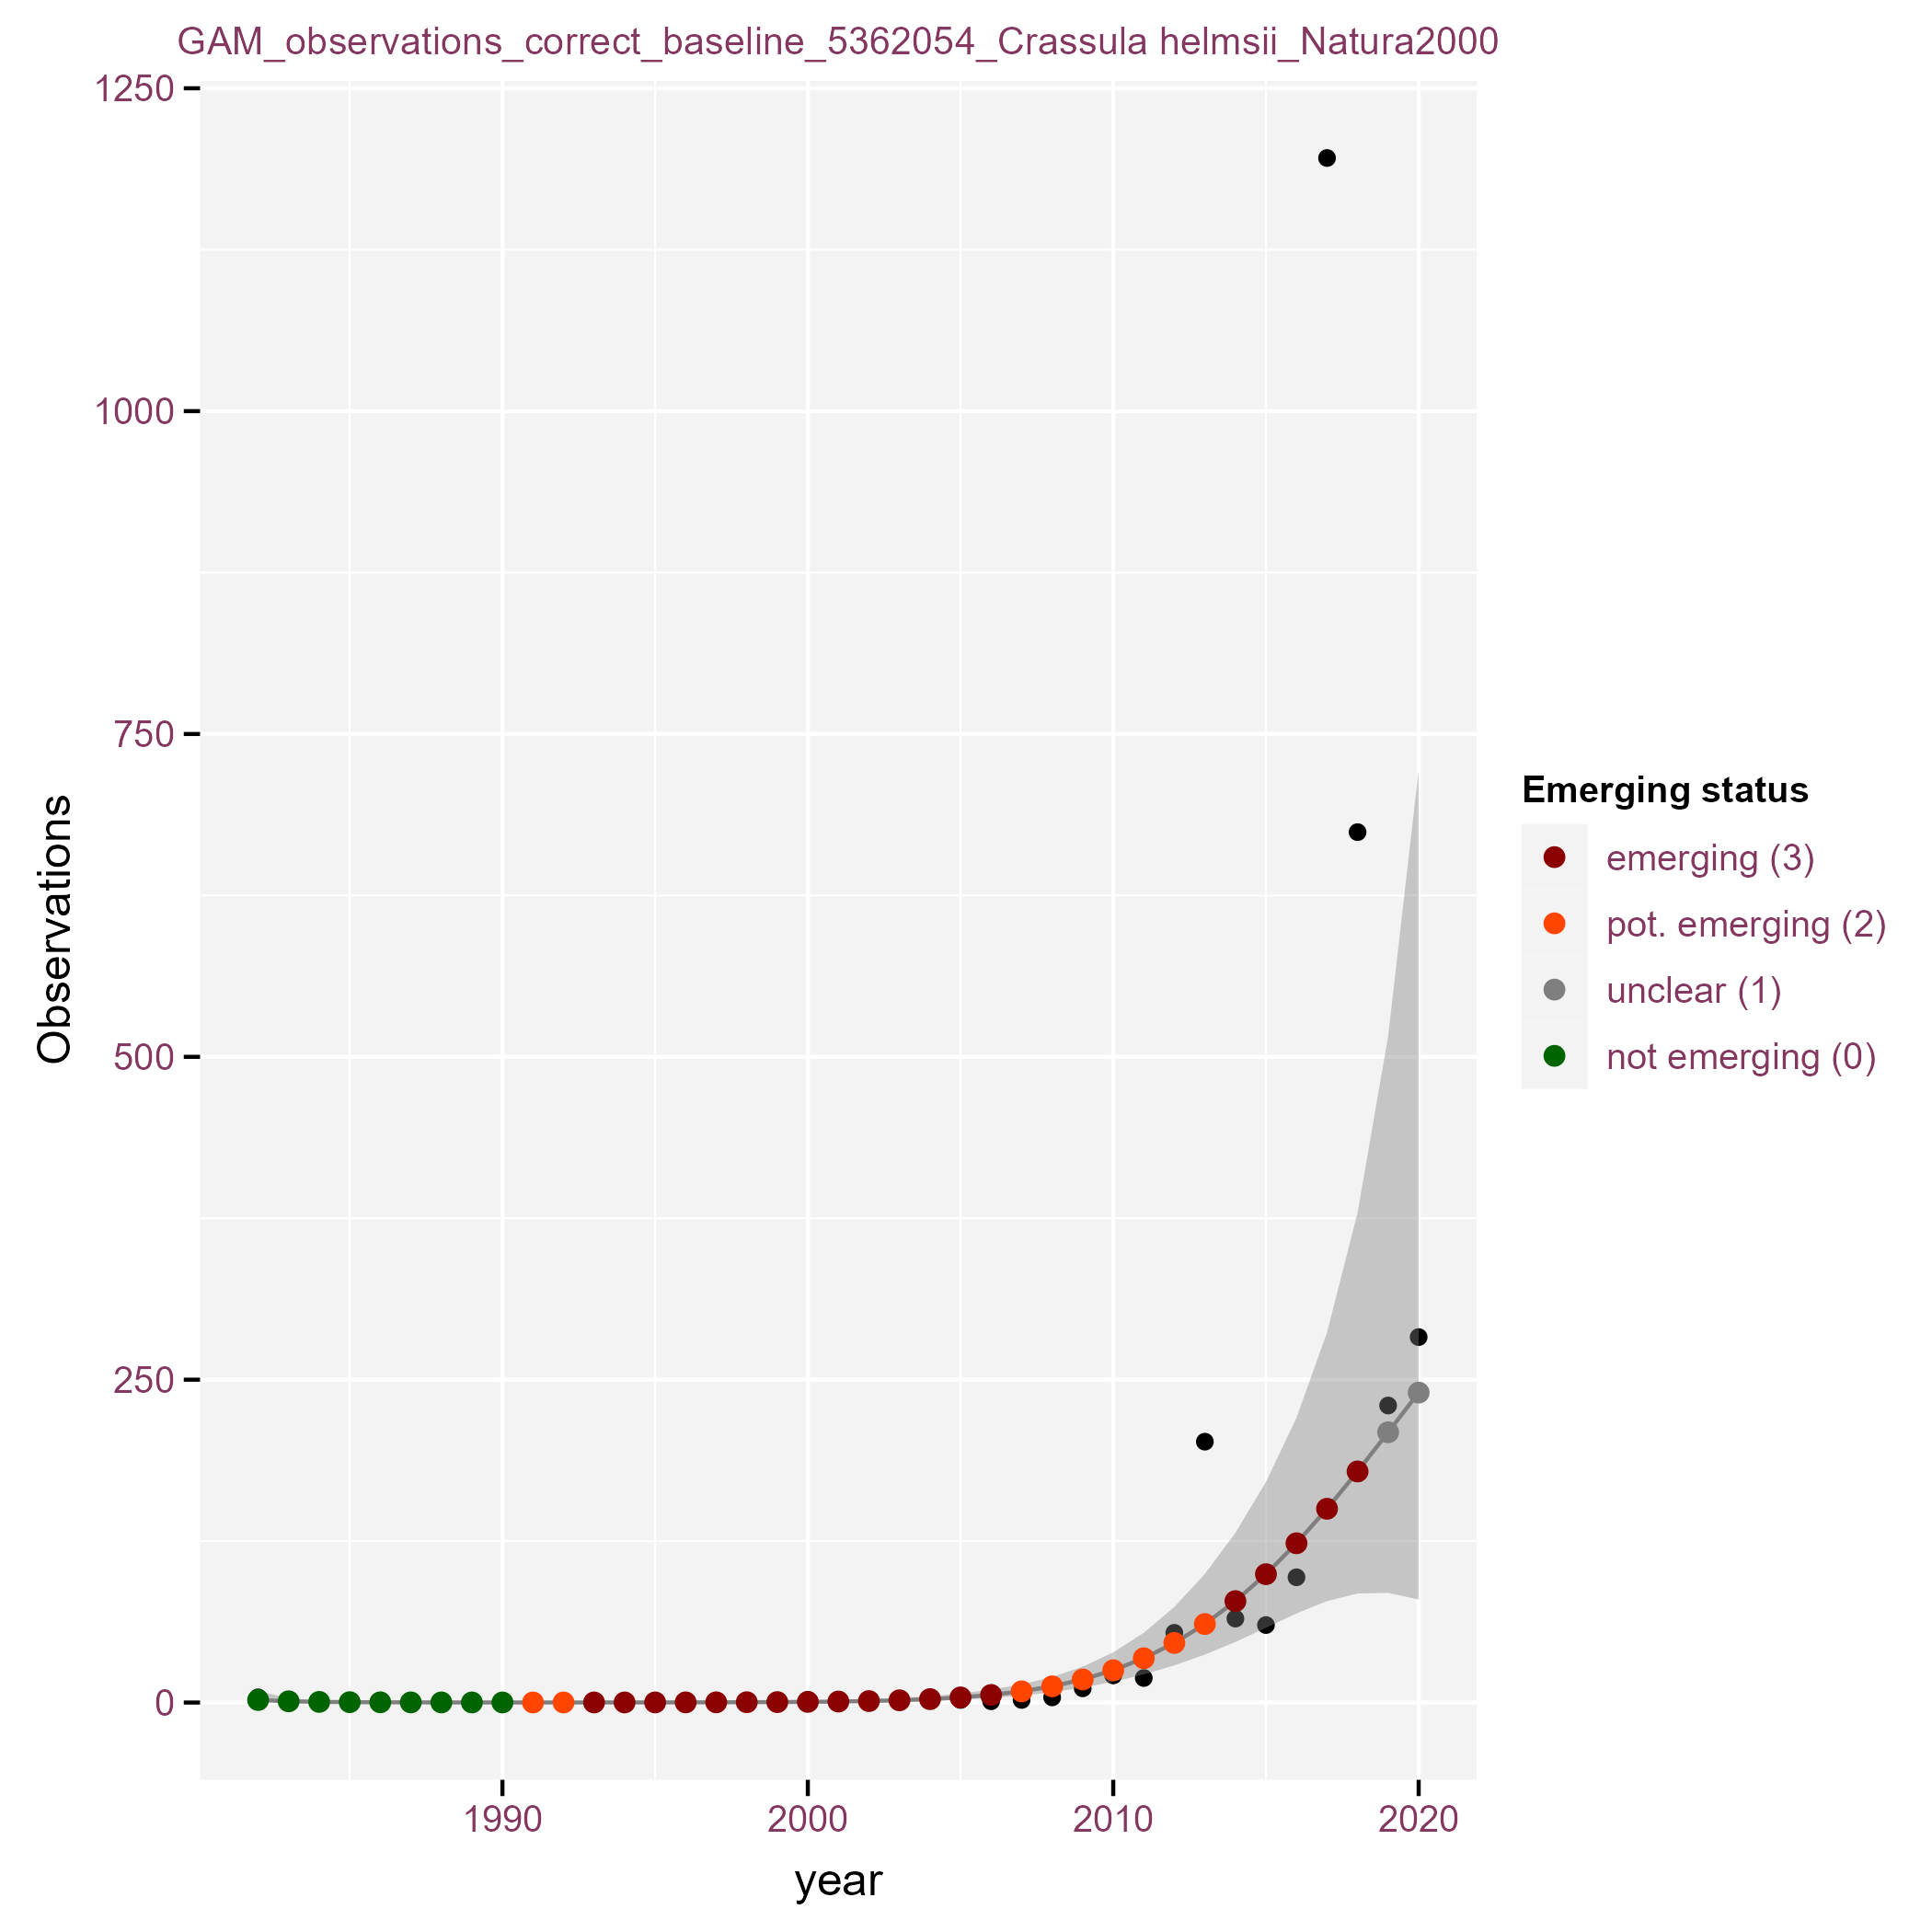 GAM_observations_correct_baseline_5362054_Crassula helmsii_Natura2000
1250
1000
750
500
250
0
Observations
1990
2000
2010
2020
year
Emerging status
emerging (3)
pot. emerging (2)
unclear (1)
not emerging (0)